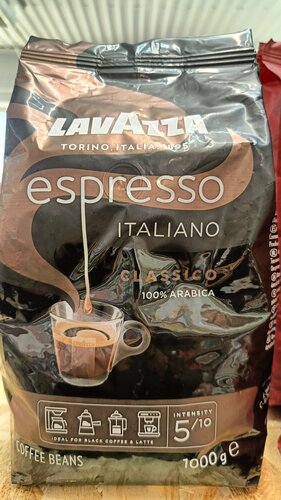 LAVAZZA
TORINO, ITALIA, 1895
espresso
ITALIANO
CLASSICO
100% ARABICA
INTENSITY
5/10
IDEAL FOR BLACK COFFEE & LATTE
COFFEE BEANS
1000 g e